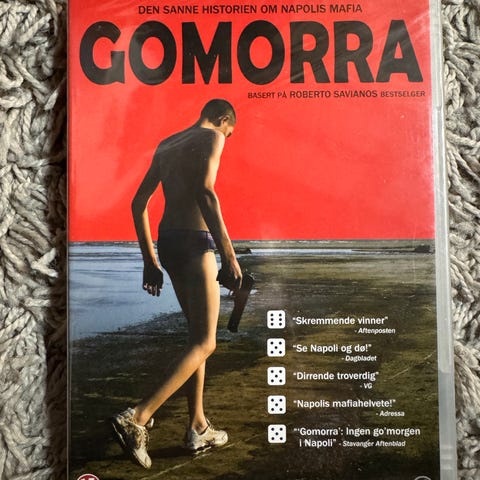 DEN SANNE HISTORIEN OM NAPOLIS MAFIA
GOMORRA
BASERT PÅ ROBERTO SAVIANOS BESTSELGER
"Skremmende vinner"
- Aftenposten
"Se Napoli og dø!"
- Dagbladet
"Dirrende troverdig"
- VG
"Napolis mafiahelvete!"
- Adressa
"'Gomorra': Ingen go'morgen
i Napoli" - Stavanger Aftenblad